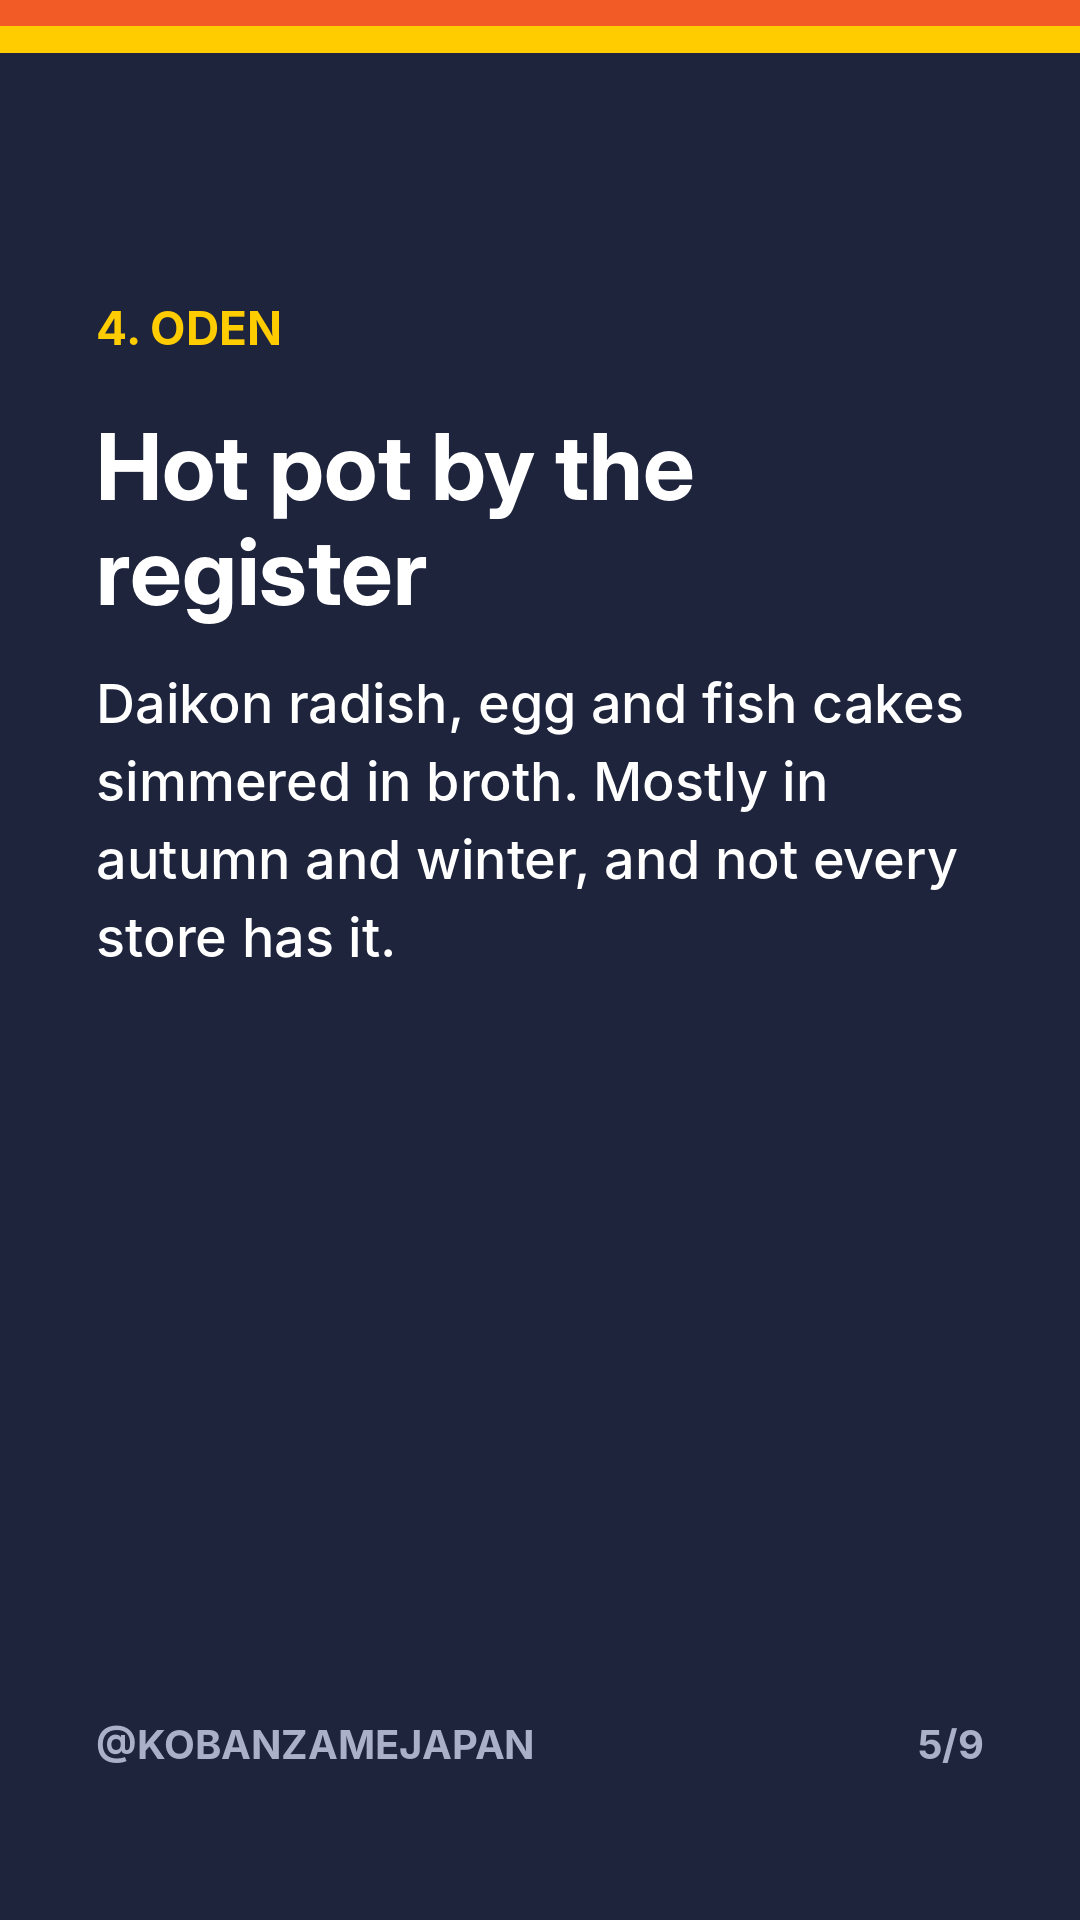 4. ODEN
Hot pot by the
register
Daikon radish, egg and fish cakes
simmered in broth. Mostly in
autumn and winter, and not every
store has it.
@KOBANZAMEJAPAN
5/9